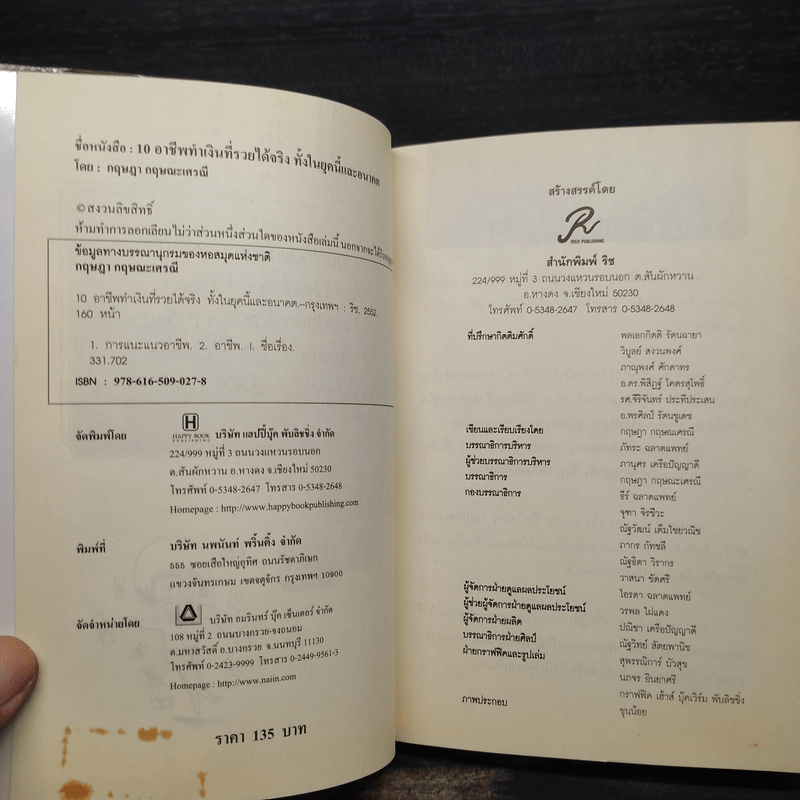 ชื่อหนังสือ : 10 อาชีพทำเงินที่รวยได้จริง ทั้งในยุคนี้และอนาคต
โดย : กฤษฎา กฤษณะเศรณี
© สงวนลิขสิทธิ์
ห้ามทำการลอกเลียนไม่ว่าส่วนหนึ่งส่วนใดของหนังสือเล่มนี้ นอกจากจะได้รับ
ข้อมูลทางบรรณานุกรมของหอสมุดแห่งชาติ
กฤษฎา กฤษณะเศรณี
10 อาชีพทำเงินที่รวยได้จริง ทั้งในยุคนี้และอนาคต.--กรุงเทพฯ : ริช, 2552.
160 หน้า
1. การแนะแนวอาชีพ. 2. อาชีพ. I. ชื่อเรื่อง.
331.702
ISBN : 978-616-509-027-8
จัดพิมพ์โดย
HAPPY BOOK
PUBLISHING
บริษัท แฮปปี้บุ๊ค พับลิชชิ่ง จำกัด
224/999 หมู่ที่ 3 ถนนวงแหวนรอบนอก
ต.สันผักหวาน อ.หางดง จ.เชียงใหม่ 50230
โทรศัพท์ 0-5348-2647 โทรสาร 0-5348-2648
Homepage : http://www.happybookpublishing.com
พิมพ์ที่ บริษัท นพนันท์ พริ้นติ้ง จำกัด
555 ซอยเสือใหญ่อุทิศ ถนนรัชดาภิเษก
แขวงจันทรเกษม เขตจตุจักร กรุงเทพฯ 10900
จัดจำหน่ายโดย บริษัท อมรินทร์ บุ๊ค เซ็นเตอร์ จำกัด
108 หมู่ที่ 2 ถนนบางกรวย-จงถนอม
ต.มหาสวัสดิ์ อ.บางกรวย จ.นนทบุรี 11130
โทรศัพท์ 0-2423-9999 โทรสาร 0-2449-9561-3
Homepage : http://www.naiin.com
ราคา 135 บาท
สร้างสรรค์โดย
RICH PUBLISHING
สำนักพิมพ์ ริช
224/999 หมู่ที่ 3 ถนนวงแหวนรอบนอก ต.สันผักหวาน
อ.หางดง จ.เชียงใหม่ 50230
โทรศัพท์ 0-5348-2647 โทรสาร 0-5348-2648
ที่ปรึกษากิตติมศักดิ์ พลเอกกิตติ รัตนฉายา
วิบูลย์ สงวนพงศ์
ภาณุพงศ์ ศักดาทร
อ.ดร.พิสิฏฐ์ โคตรสุโพธิ์
รศ.จีริจันทร์ ประทีปะเสน
อ.พรศิลป์ รัตนชูเดช
เขียนและเรียบเรียงโดย กฤษฎา กฤษณเศรณี
บรรณาธิการบริหาร ภัทระ ฉลาดแพทย์
ผู้ช่วยบรรณาธิการบริหาร ภานุศร เครือปัญญาดี
บรรณาธิการ กฤษฎา กฤษณะเศรณี
กองบรรณาธิการ ธีร์ ฉลาดแพทย์
จุฑา จิรชีวะ
ณัฐวัฒน์ เต็มไชยวณิช
ภากร กัทชลี
ณัฐธิดา วิรากร
วาสนา ขัดศรี
ผู้จัดการฝ่ายดูแลผลประโยชน์ ไอรดา ฉลาดแพทย์
ผู้ช่วยผู้จัดการฝ่ายดูแลผลประโยชน์ วรพล ไผ่แดง
ผู้จัดการฝ่ายผลิต ปณิชา เครือปัญญาดี
บรรณาธิการฝ่ายศิลป์ ณัฐวิทย์ สัตยพานิช
ฝ่ายกราฟฟิคและรูปเล่ม สุพรรณิการ์ บัวสุข
นภจร อินยาศรี
ภาพประกอบ กราฟฟิค เฮ้าส์ บุ๊คเวิร์ม พับลิชชิ่ง
ขุนน้อย